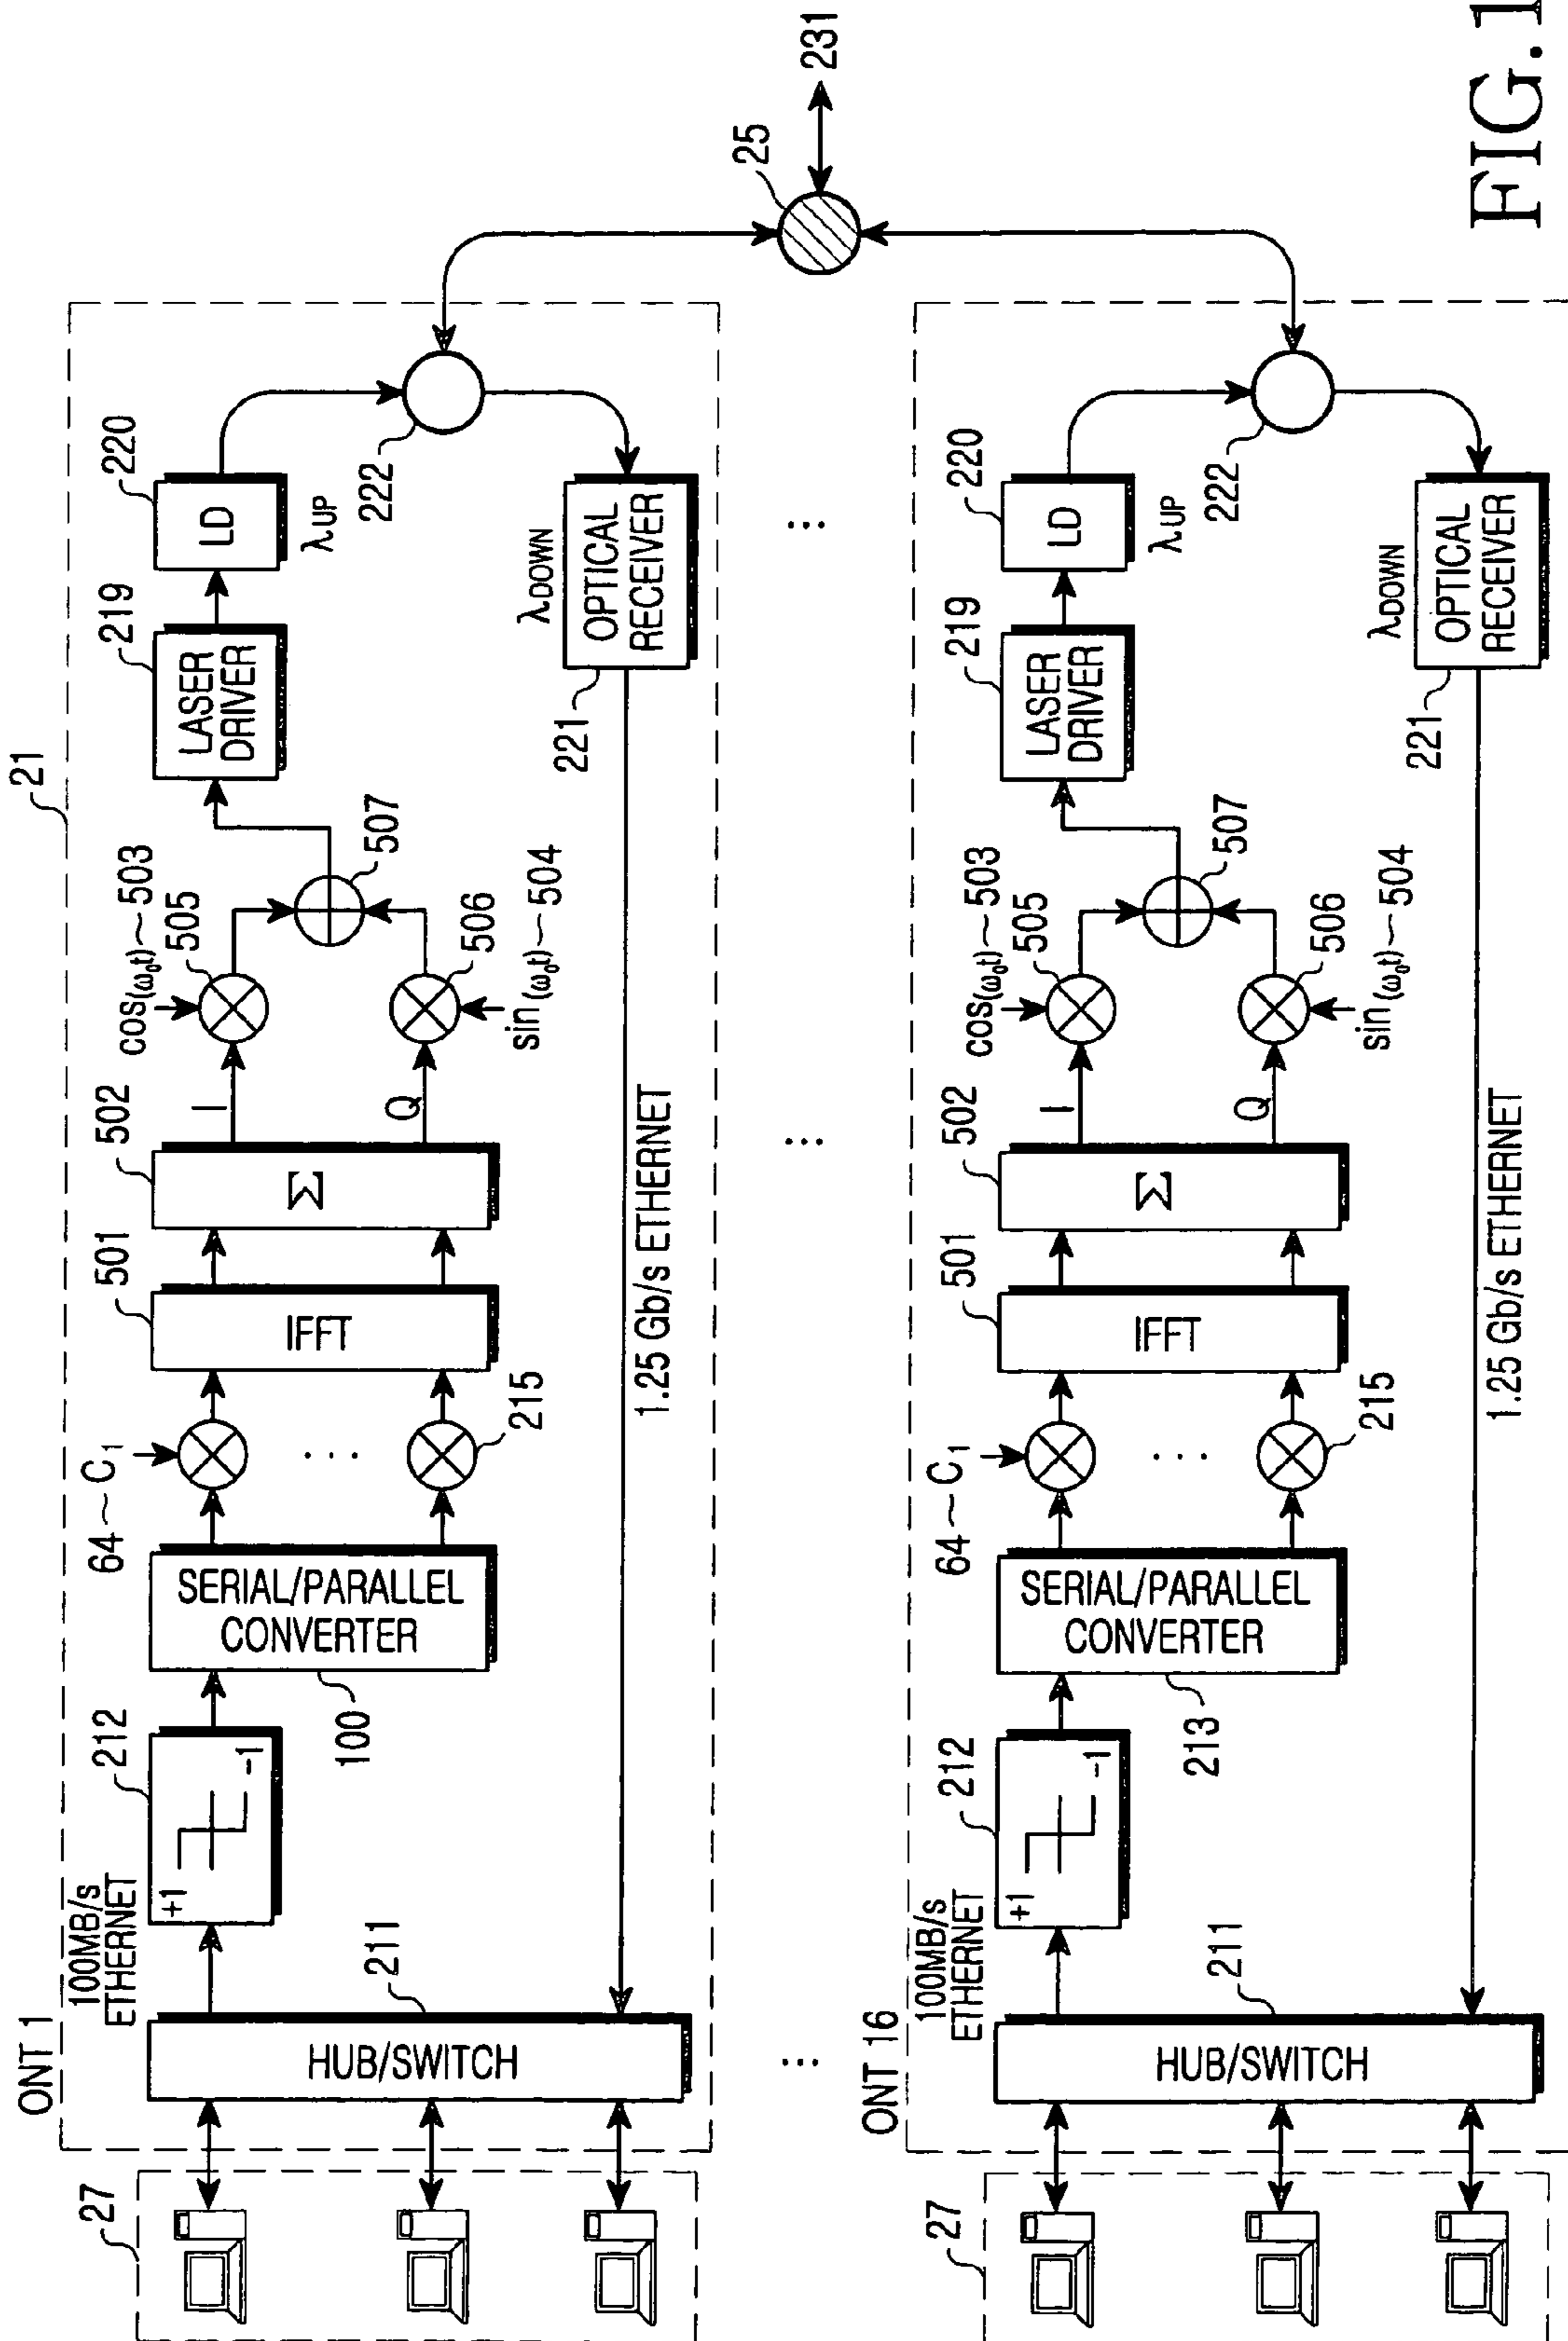 21
ONT 1
27
HUB/SWITCH
211
100MB/s
ETHERNET
+1
-1
212
SERIAL/PARALLEL
CONVERTER
100
64
C1
215
IFFT
501
Σ
502
I
Q
cos(ω0t)
503
505
sin(ω0t)
504
506
507
LASER
DRIVER
219
LD
220
λUP
222
λDOWN
OPTICAL
RECEIVER
221
1.25 Gb/s ETHERNET
25
231
...
...
...
ONT 16
27
HUB/SWITCH
211
100MB/s
ETHERNET
+1
-1
212
SERIAL/PARALLEL
CONVERTER
213
64
C1
...
215
IFFT
501
Σ
502
I
Q
cos(ω0t)
503
505
sin(ω0t)
504
506
507
LASER
DRIVER
219
LD
220
λUP
222
λDOWN
OPTICAL
RECEIVER
221
1.25 Gb/s ETHERNET
FIG.1